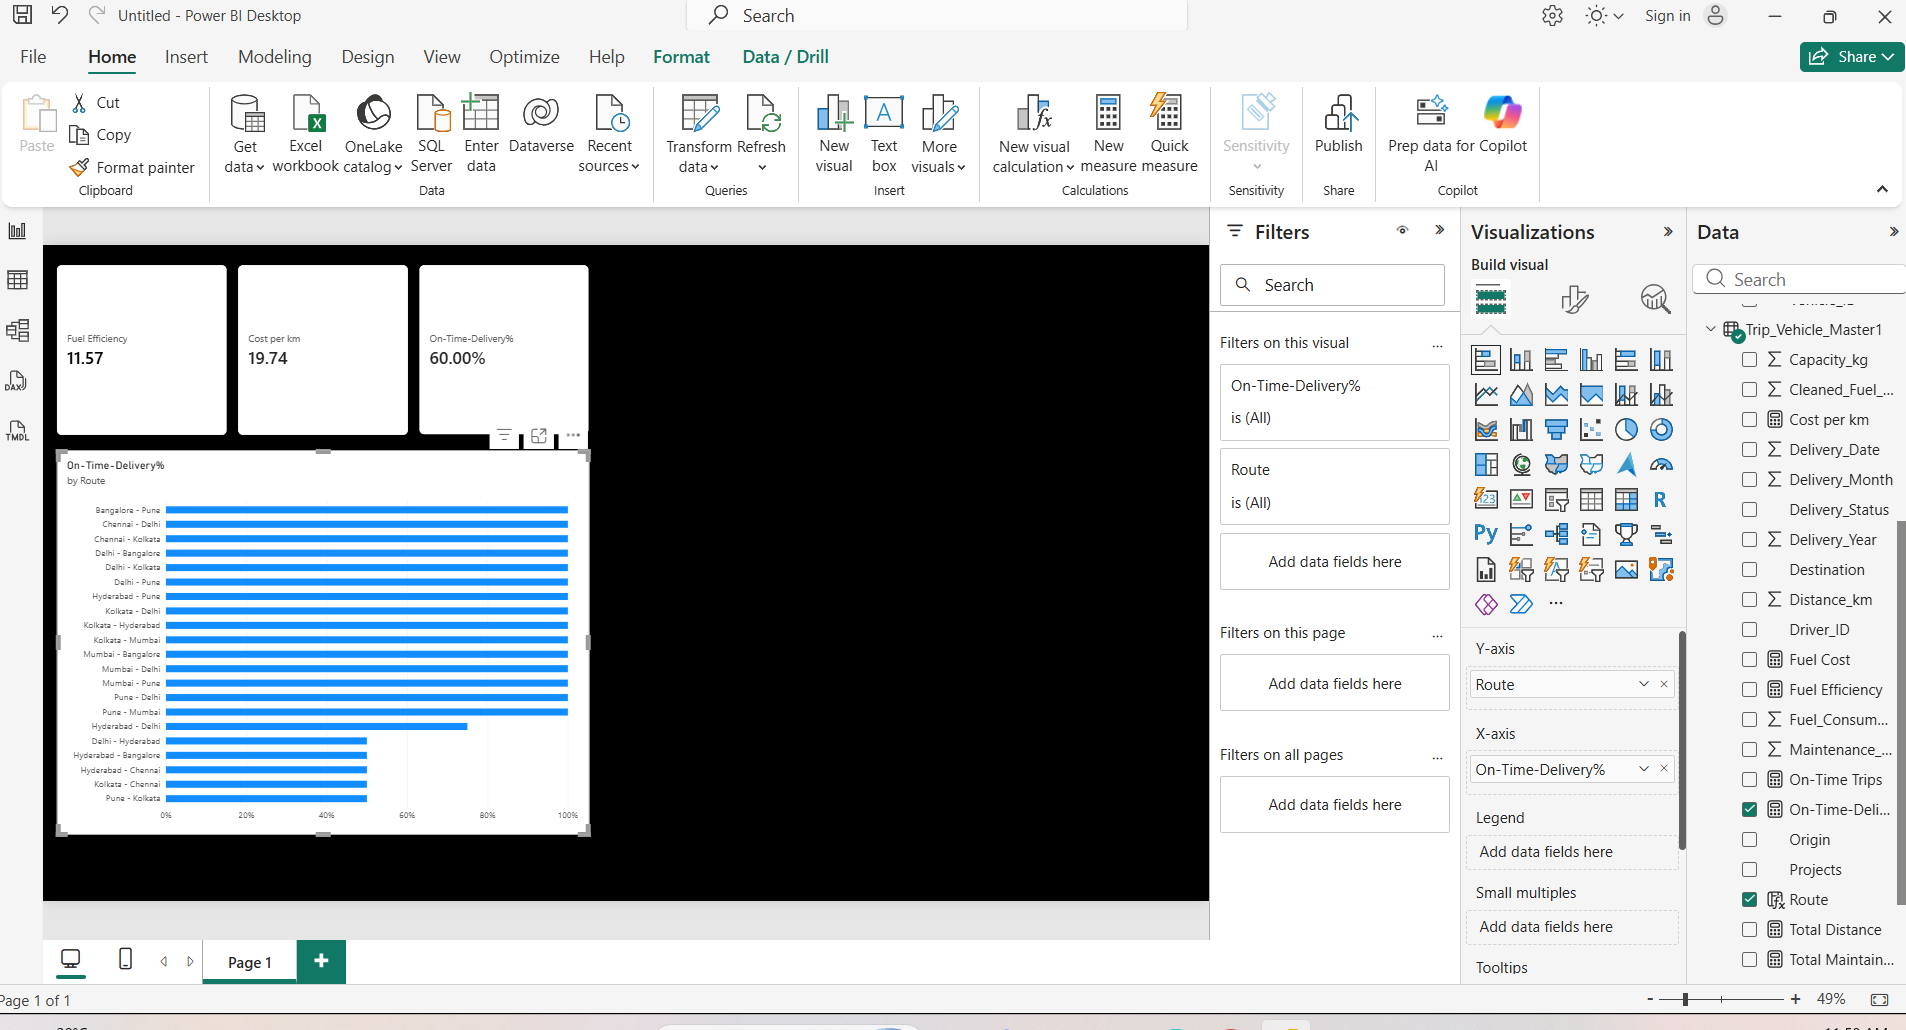 Untitled - Power BI Desktop
Search
Sign in
File
Home
Insert
Modeling
Design
View
Optimize
Help
Format
Data / Drill
Share
Paste
Cut
Copy
Format painter
Clipboard
Get data
Excel workbook
OneLake catalog
SQL Server
Enter data
Dataverse
Recent sources
Data
Transform data
Refresh
Queries
New visual
Text box
More visuals
Insert
New visual calculation
New measure
Quick measure
Calculations
Sensitivity
Sensitivity
Publish
Share
Prep data for AI
Copilot
Copilot
DAX
TMDL
Fuel Efficiency
11.57
Cost per km
19.74
On-Time-Delivery%
60.00%
On-Time-Delivery%
by Route
Bangalore - Pune
Chennai - Delhi
Chennai - Kolkata
Delhi - Bangalore
Delhi - Kolkata
Delhi - Pune
Hyderabad - Pune
Kolkata - Delhi
Kolkata - Hyderabad
Kolkata - Mumbai
Mumbai - Bangalore
Mumbai - Delhi
Mumbai - Pune
Pune - Delhi
Pune - Mumbai
Hyderabad - Delhi
Delhi - Hyderabad
Hyderabad - Bangalore
Hyderabad - Chennai
Kolkata - Chennai
Pune - Kolkata
0% 20% 40% 60% 80% 100%
Filters
Search
Filters on this visual
On-Time-Delivery%
is (All)
Route
is (All)
Add data fields here
Filters on this page
Add data fields here
Filters on all pages
Add data fields here
Visualizations
Build visual
123
R
Py
Y-axis
Route
X-axis
On-Time-Delivery%
Legend
Add data fields here
Small multiples
Add data fields here
Tooltips
Data
Search
Trip_Vehicle_Master1
Capacity_kg
Cleaned_Fuel_...
Cost per km
Delivery_Date
Delivery_Month
Delivery_Status
Delivery_Year
Destination
Distance_km
Driver_ID
Fuel Cost
Fuel Efficiency
Fuel_Consum...
Maintenance_...
On-Time Trips
On-Time-Deli...
Origin
Projects
Route
Total Distance
Total Maintain...
Page 1
Page 1 of 1
49%